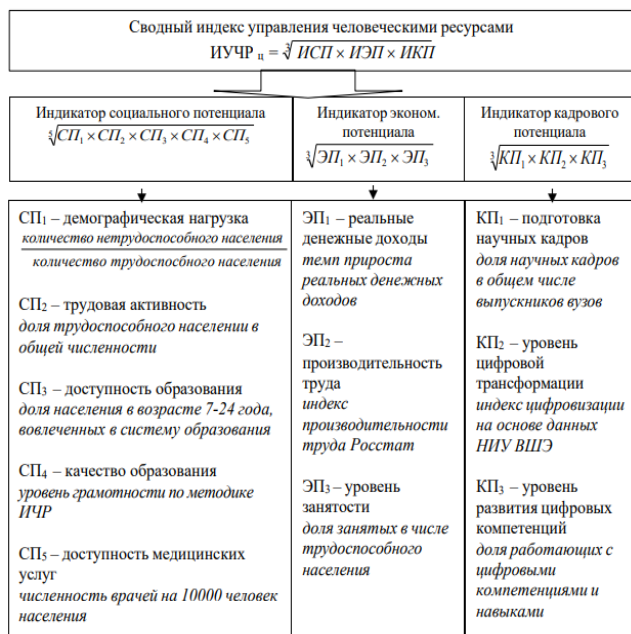 Сводный индекс управления человеческими ресурсами
ИУЧР ц = ∛ИСП × ИЭП × ИКП
Индикатор социального потенциала
⁵√СП₁ × СП₂ × СП₃ × СП₄ × СП₅
Индикатор эконом.
потенциала
∛ЭП₁ × ЭП₂ × ЭП₃
Индикатор кадрового
потенциала
∛КП₁ × КП₂ × КП₃
СП₁ – демографическая нагрузка
количество нетрудоспособного населения
количество трудоспсбного населения
СП₂ – трудовая активность
доля трудоспособного населении в
общей численности
СП₃ – доступность образования
доля населения в возрасте 7-24 года,
вовлеченных в систему образования
СП₄ – качество образования
уровень грамотности по методике
ИЧР
СП₅ – доступность медицинских
услуг
численность врачей на 10000 человек
населения
ЭП₁ – реальные
денежные доходы
темп прироста
реальных денежных
доходов
ЭП₂ –
производительность
труда
индекс
производительности
труда Росстат
ЭП₃ – уровень
занятости
доля занятых в числе
трудоспособного
населения
КП₁ – подготовка
научных кадров
доля научных кадров
в общем числе
выпускников вузов
КП₂ – уровень
цифровой
трансформации
индекс цифровизации
на основе данных
НИУ ВШЭ
КП₃ – уровень
развития цифровых
компетенций
доля работающих с
цифровыми
компетенциями и
навыками